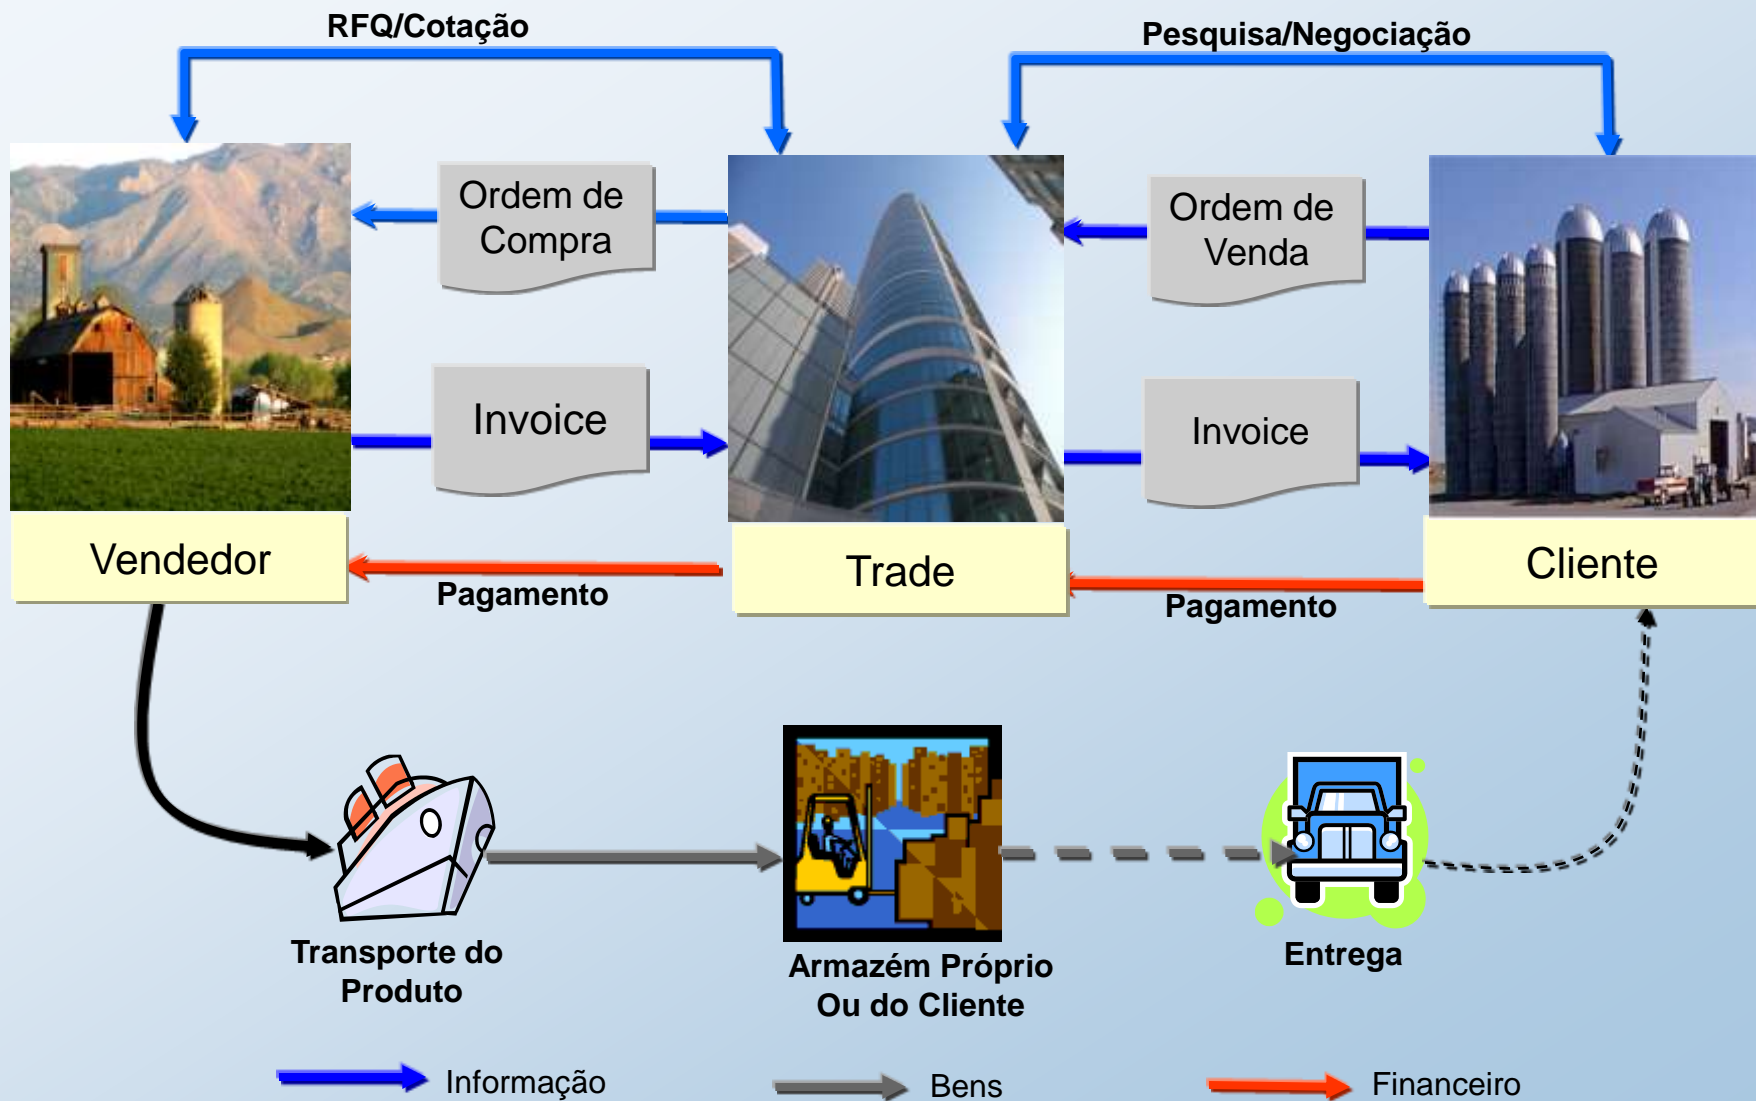 RFQ/Cotação
Pesquisa/Negociação
Ordem de
Compra
Ordem de
Venda
Invoice
Invoice
Vendedor
Trade
Cliente
Pagamento
Pagamento
Transporte do
Produto
Armazém Próprio
Ou do Cliente
Entrega
Informação
Bens
Financeiro